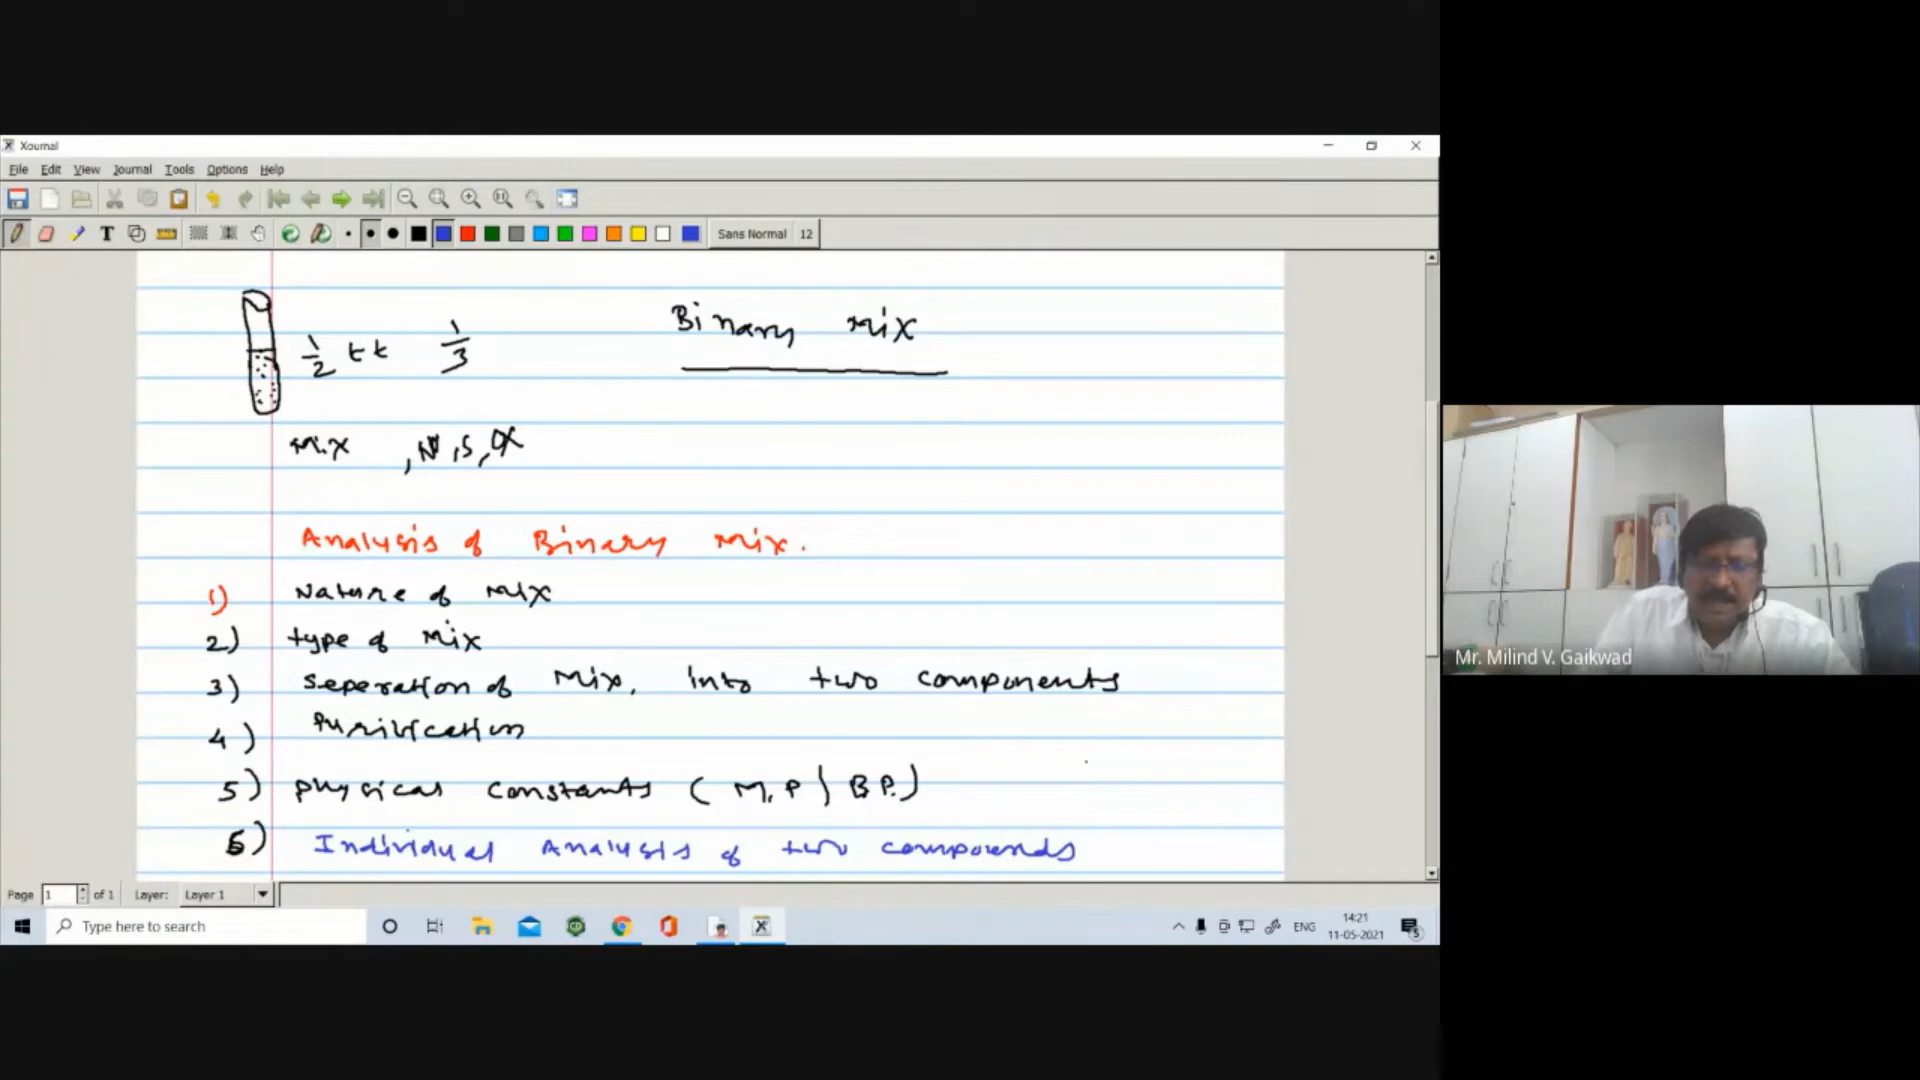 Xournal
File Edit View Journal Tools Options Help
Sans Normal 12
Binary mix
1/2 tt 1/3
Mix , N, S, X
Analysis of Binary Mix.
1) Nature of Mix
2) type of Mix
3) Seperation of Mix, into two components
4) Purification
5) Physical constants ( M.P / B.P. )
6) Individual Analysis of two compounds
Mr. Milind V. Gaikwad
Page 1 of 1 Layer: Layer 1
Type here to search
ENG
14:21
11-05-2021
5